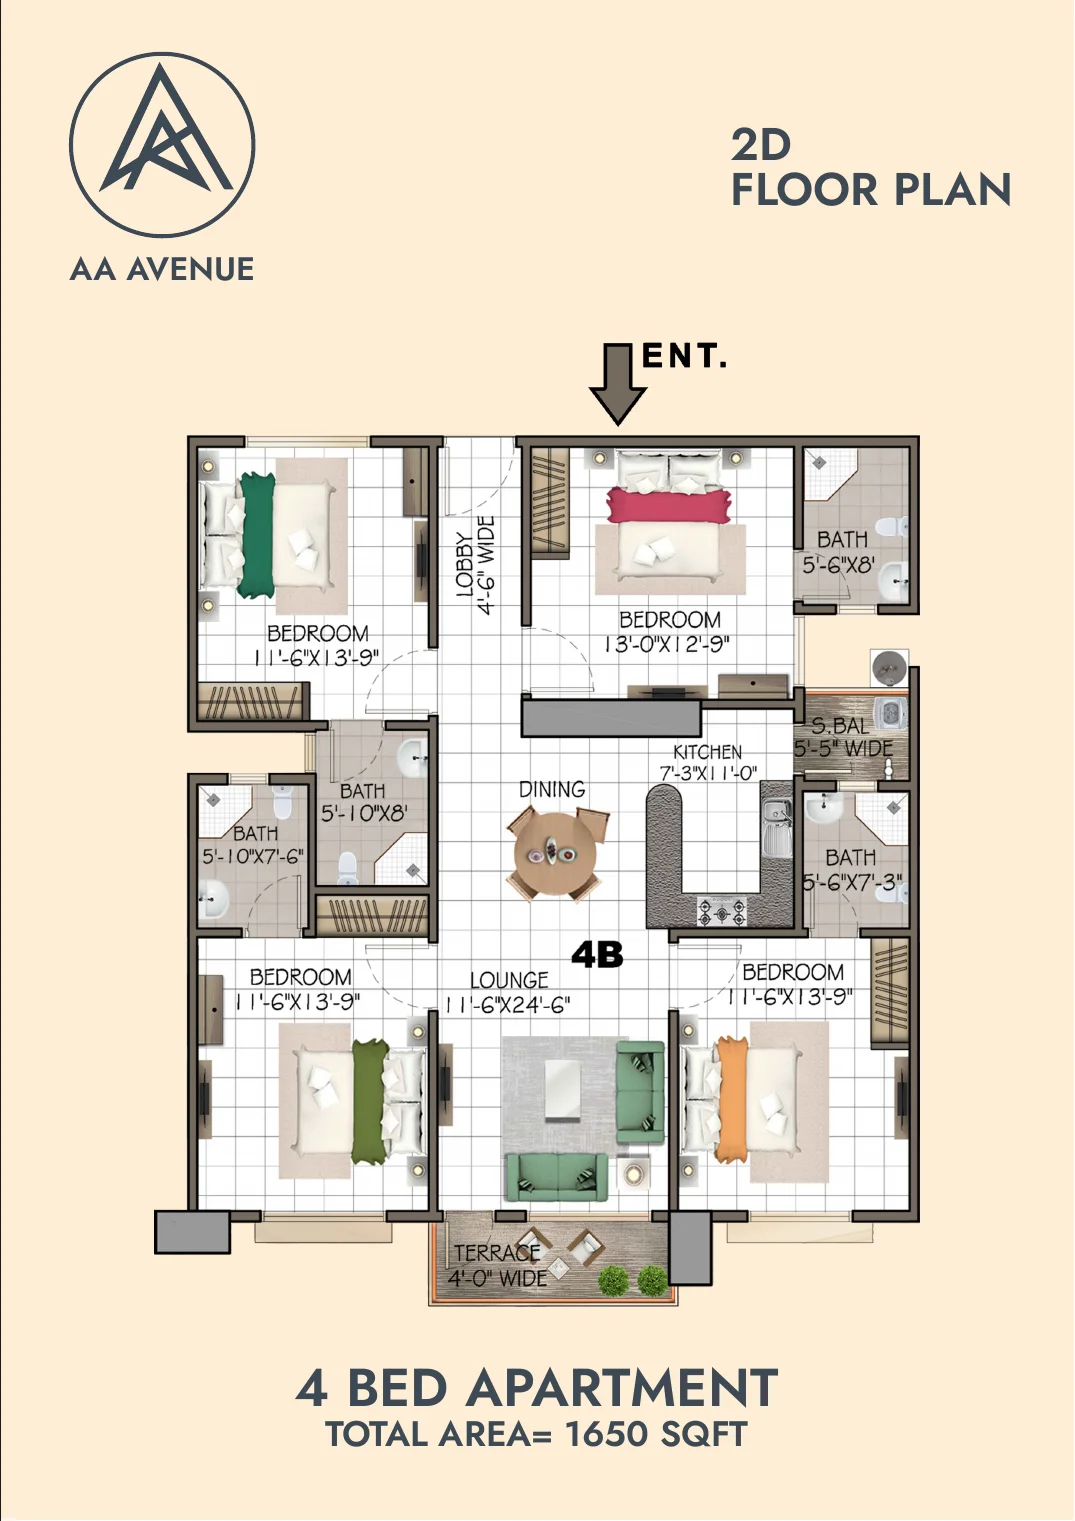 AA AVENUE
2D
FLOOR PLAN
ENT.
LOBBY
4'-6" WIDE
BEDROOM
11'-6"X13'-9"
BEDROOM
13'-0"X12'-9"
BATH
5'-6"X8'
S.BAL
5'-5" WIDE
KITCHEN
7'-3"X11'-0"
DINING
BATH
5'-10"X8'
BATH
5'-10"X7'-6"
BATH
5'-6"X7'-3"
4B
BEDROOM
11'-6"X13'-9"
LOUNGE
11'-6"X24'-6"
BEDROOM
11'-6"X13'-9"
TERRACE
4'-0" WIDE
4 BED APARTMENT
TOTAL AREA= 1650 SQFT